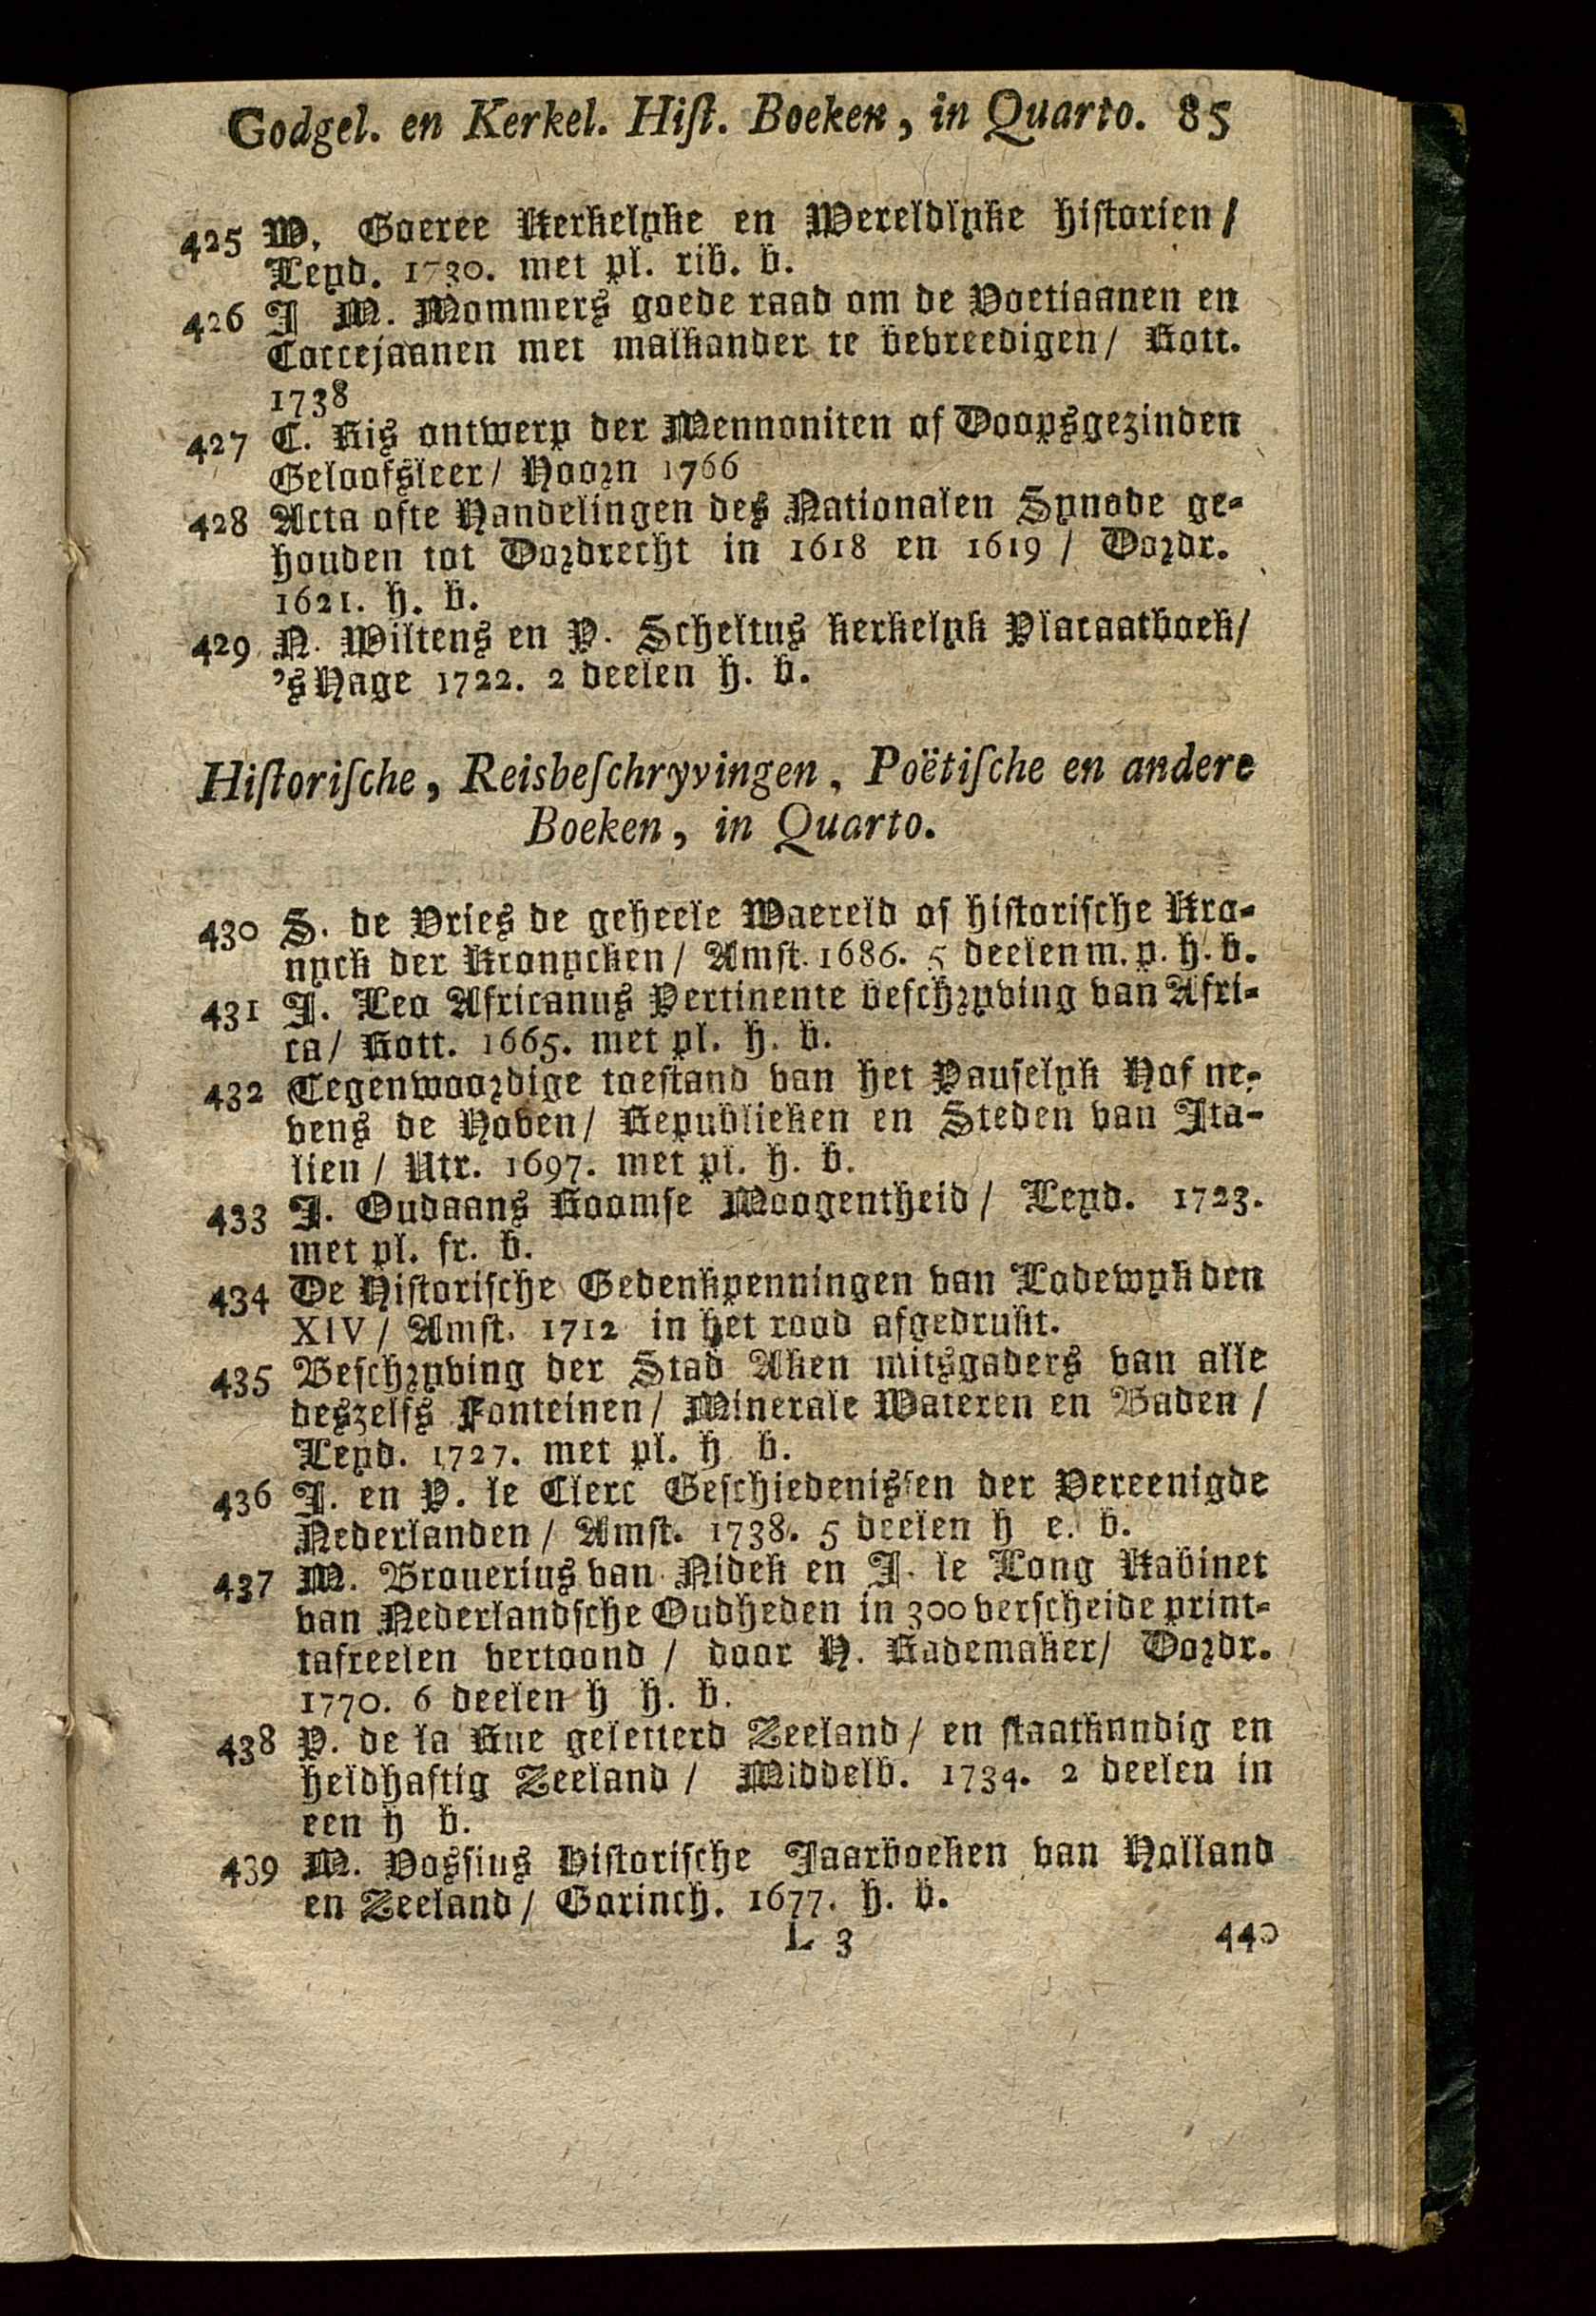 Godgel. en Kerkel. Hiſt. Boeken, in Quarto. 85
425 W. Goeree Kerkelyke en Wereldlyke historien/
Leyd. 1730. met pl. rib. b.
426 J M. Mommers goede raad om de Voetiaanen en
Coccejaanen met malkander te bevreedigen/ Rott.
1738
427 C. Ris ontwerp der Mennoniten of Doopsgezinden
Geloofsleer/ Hoorn 1766
428 Acta ofte Handelingen des Nationalen Synode ge-
houden tot Dordrecht in 1618 en 1619 / Dordr.
1621. h. b.
429 N. Wiltens en P. Scheltus kerkelyk Placaatboek/
'sHage 1722. 2 deelen h. b.
Hiſtoriſche, Reisbeſchryvingen, Poëtiſche en andere
Boeken, in Quarto.
430 S. de Vries de geheele Waereld of historische Kro-
nyck der Kronycken / Amst. 1686. 5 deelen m. p. h. b.
431 J. Leo Africanus Pertinente beschryving van Afri-
ca/ Rott. 1665. met pl. h. b.
432 Tegenwoordige toestand van het Pauselyk Hof ne-
vens de Hoven/ Republieken en Steden van Ita-
lien / Utr. 1697. met pl. h. b.
433 J. Oudaans Roomse Moogentheid / Leyd. 1723.
met pl. fr. b.
434 De Historische Gedenkpenningen van Lodewyk den
XIV / Amst. 1712 in het rood afgedrukt.
435 Beschryving der Stad Aken mitsgaders van alle
deszelfs Fonteinen/ Minerale Wateren en Baden /
Leyd. 1727. met pl. h b.
436 J. en P. le Clerc Geschiedenissen der Vereenigde
Nederlanden / Amst. 1738. 5 deelen h e. b.
437 M. Brouerius van Nidek en J. le Long Kabinet
van Nederlandsche Oudheden in 300 verscheide print-
tafreelen vertoond / door H. Rademaker/ Dordr.
1770. 6 deelen h h. b.
438 P. de la Rue geletterd Zeeland / en staatkundig en
heldhaftig Zeeland / Middelb. 1734. 2 deelen in
een h b.
439 M. Vossius Historische Jaarboeken van Holland
en Zeeland / Gorinch. 1677. h. b.
L 3 440